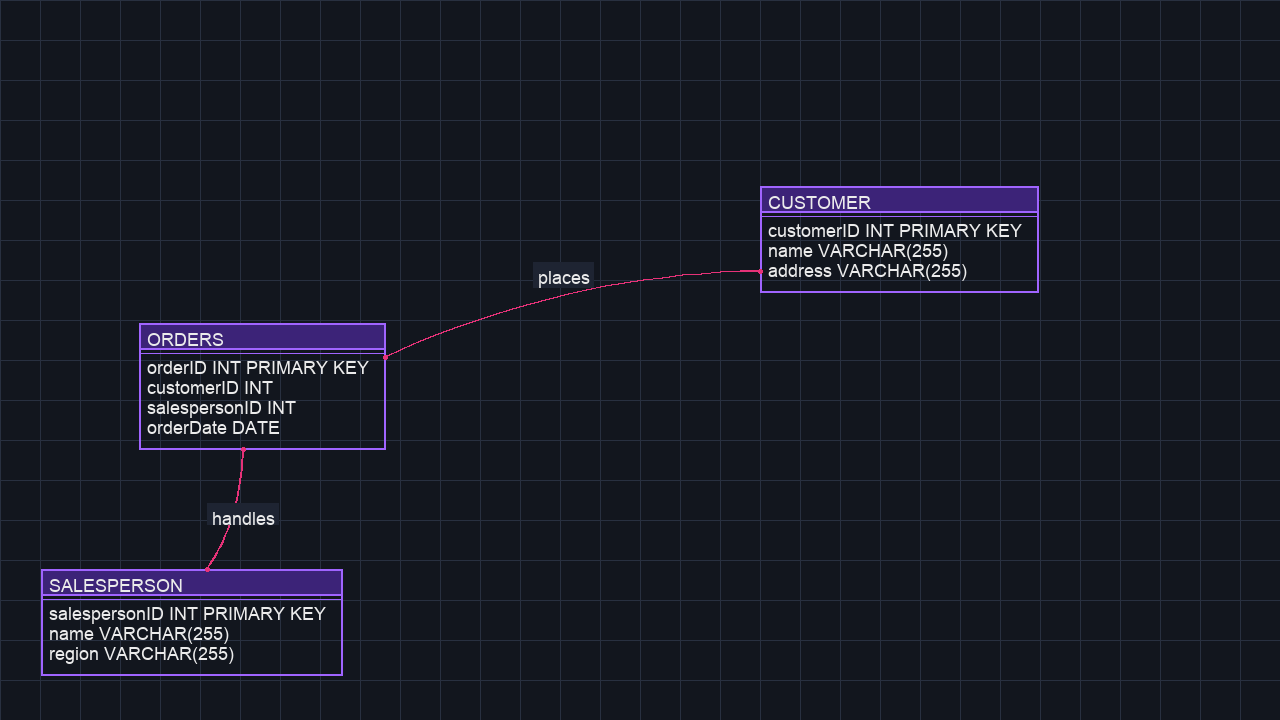 CUSTOMER
customerID INT PRIMARY KEY
name VARCHAR(255)
address VARCHAR(255)
places
ORDERS
orderID INT PRIMARY KEY
customerID INT
salespersonID INT
orderDate DATE
handles
SALESPERSON
salespersonID INT PRIMARY KEY
name VARCHAR(255)
region VARCHAR(255)